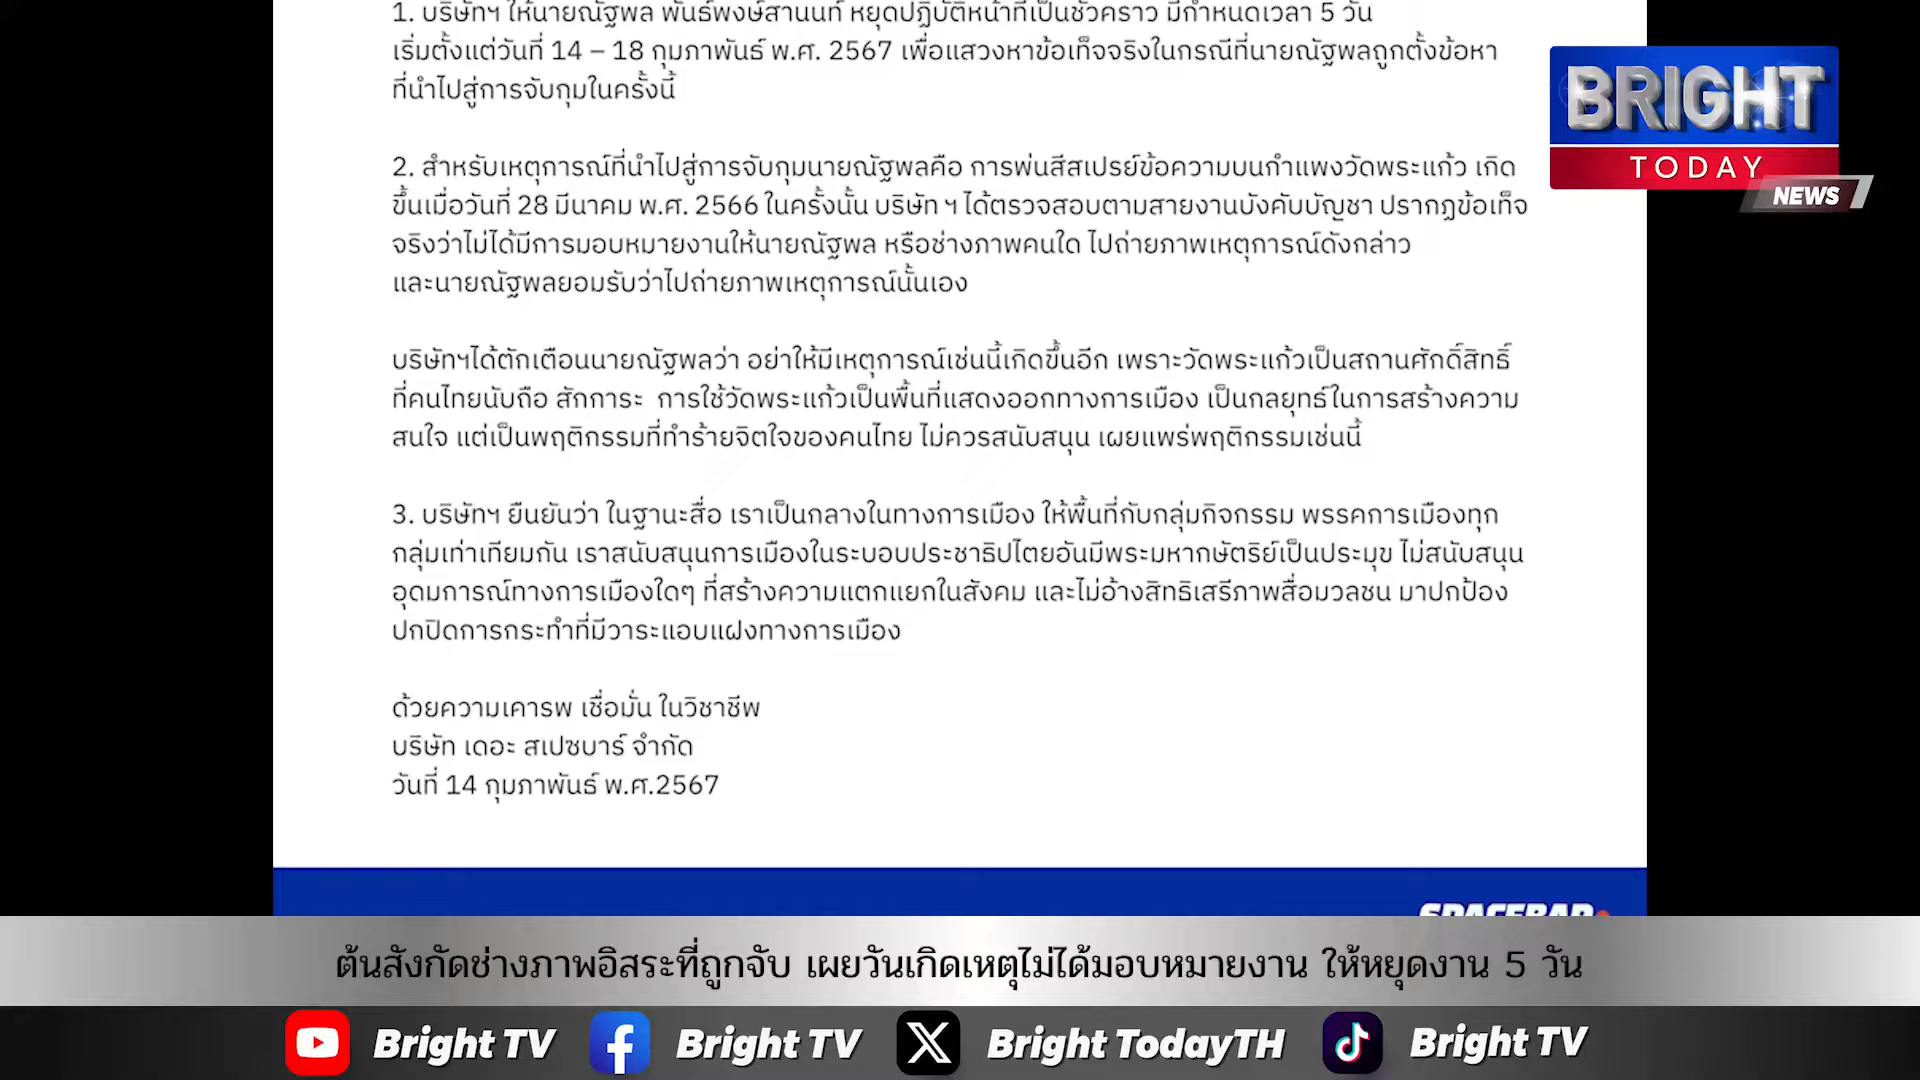 1. บริษัทฯ ให้นายณัฐพล พันธ์พงษ์สานนท์ หยุดปฏิบัติหน้าที่เป็นชั่วคราว มีกำหนดเวลา 5 วัน
เริ่มตั้งแต่วันที่ 14 – 18 กุมภาพันธ์ พ.ศ. 2567 เพื่อแสวงหาข้อเท็จจริงในกรณีที่นายณัฐพลถูกตั้งข้อหา
ที่นำไปสู่การจับกุมในครั้งนี้
2. สำหรับเหตุการณ์ที่นำไปสู่การจับกุมนายณัฐพลคือ การพ่นสีสเปรย์ข้อความบนกำแพงวัดพระแก้ว เกิด
ขึ้นเมื่อวันที่ 28 มีนาคม พ.ศ. 2566 ในครั้งนั้น บริษัท ฯ ได้ตรวจสอบตามสายงานบังคับบัญชา ปรากฏข้อเท็จ
จริงว่าไม่ได้มีการมอบหมายงานให้นายณัฐพล หรือช่างภาพคนใด ไปถ่ายภาพเหตุการณ์ดังกล่าว
และนายณัฐพลยอมรับว่าไปถ่ายภาพเหตุการณ์นั้นเอง
บริษัทฯได้ตักเตือนนายณัฐพลว่า อย่าให้มีเหตุการณ์เช่นนี้เกิดขึ้นอีก เพราะวัดพระแก้วเป็นสถานศักดิ์สิทธิ์
ที่คนไทยนับถือ สักการะ การใช้วัดพระแก้วเป็นพื้นที่แสดงออกทางการเมือง เป็นกลยุทธ์ในการสร้างความ
สนใจ แต่เป็นพฤติกรรมที่ทำร้ายจิตใจของคนไทย ไม่ควรสนับสนุน เผยแพร่พฤติกรรมเช่นนี้
3. บริษัทฯ ยืนยันว่า ในฐานะสื่อ เราเป็นกลางในทางการเมือง ให้พื้นที่กับกลุ่มกิจกรรม พรรคการเมืองทุก
กลุ่มเท่าเทียมกัน เราสนับสนุนการเมืองในระบอบประชาธิปไตยอันมีพระมหากษัตริย์เป็นประมุข ไม่สนับสนุน
อุดมการณ์ทางการเมืองใดๆ ที่สร้างความแตกแยกในสังคม และไม่อ้างสิทธิเสรีภาพสื่อมวลชน มาปกป้อง
ปกปิดการกระทำที่มีวาระแอบแฝงทางการเมือง
ด้วยความเคารพ เชื่อมั่น ในวิชาชีพ
บริษัท เดอะ สเปซบาร์ จำกัด
วันที่ 14 กุมภาพันธ์ พ.ศ.2567
SPACEBAR
BRIGHT
TODAY
NEWS
ต้นสังกัดช่างภาพอิสระที่ถูกจับ เผยวันเกิดเหตุไม่ได้มอบหมายงาน ให้หยุดงาน 5 วัน
Bright TV Bright TV Bright TodayTH Bright TV